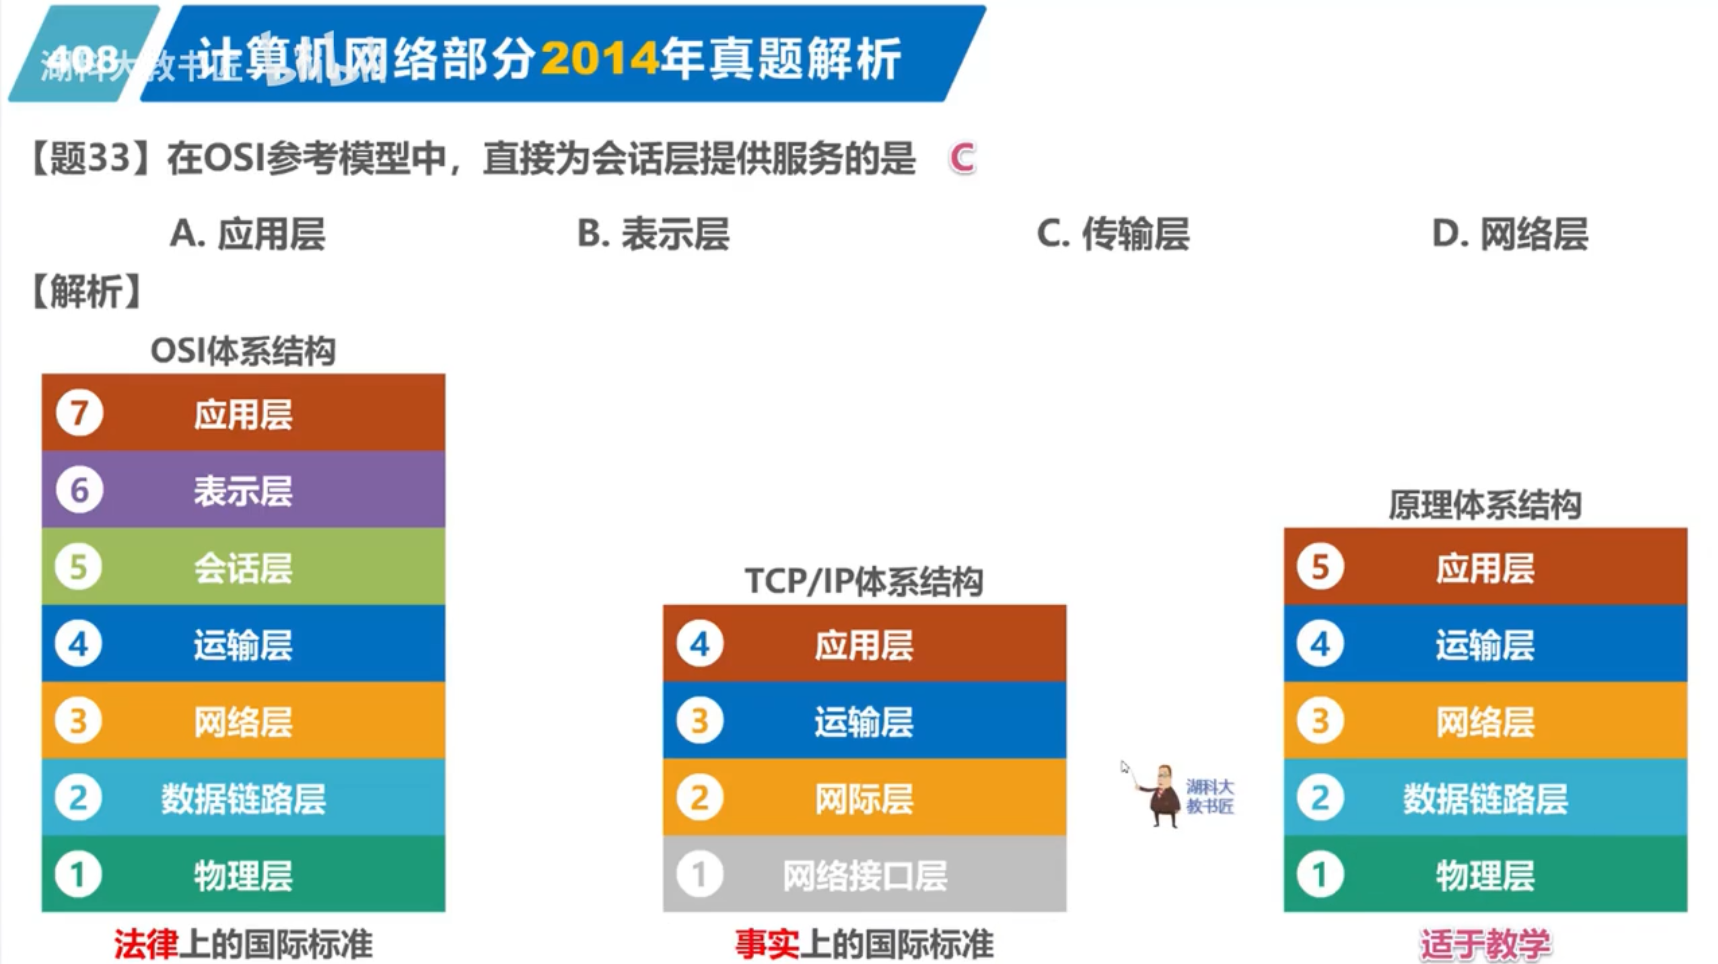 408 计算机网络部分2014年真题解析
湖科大教书匠 bilibili
【题33】在OSI参考模型中，直接为会话层提供服务的是 C
A. 应用层 B. 表示层 C. 传输层 D. 网络层
【解析】
OSI体系结构
7 应用层
6 表示层
5 会话层
4 运输层
3 网络层
2 数据链路层
1 物理层
法律上的国际标准
TCP/IP体系结构
4 应用层
3 运输层
2 网际层
1 网络接口层
事实上的国际标准
湖科大
教书匠
原理体系结构
5 应用层
4 运输层
3 网络层
2 数据链路层
1 物理层
适于教学